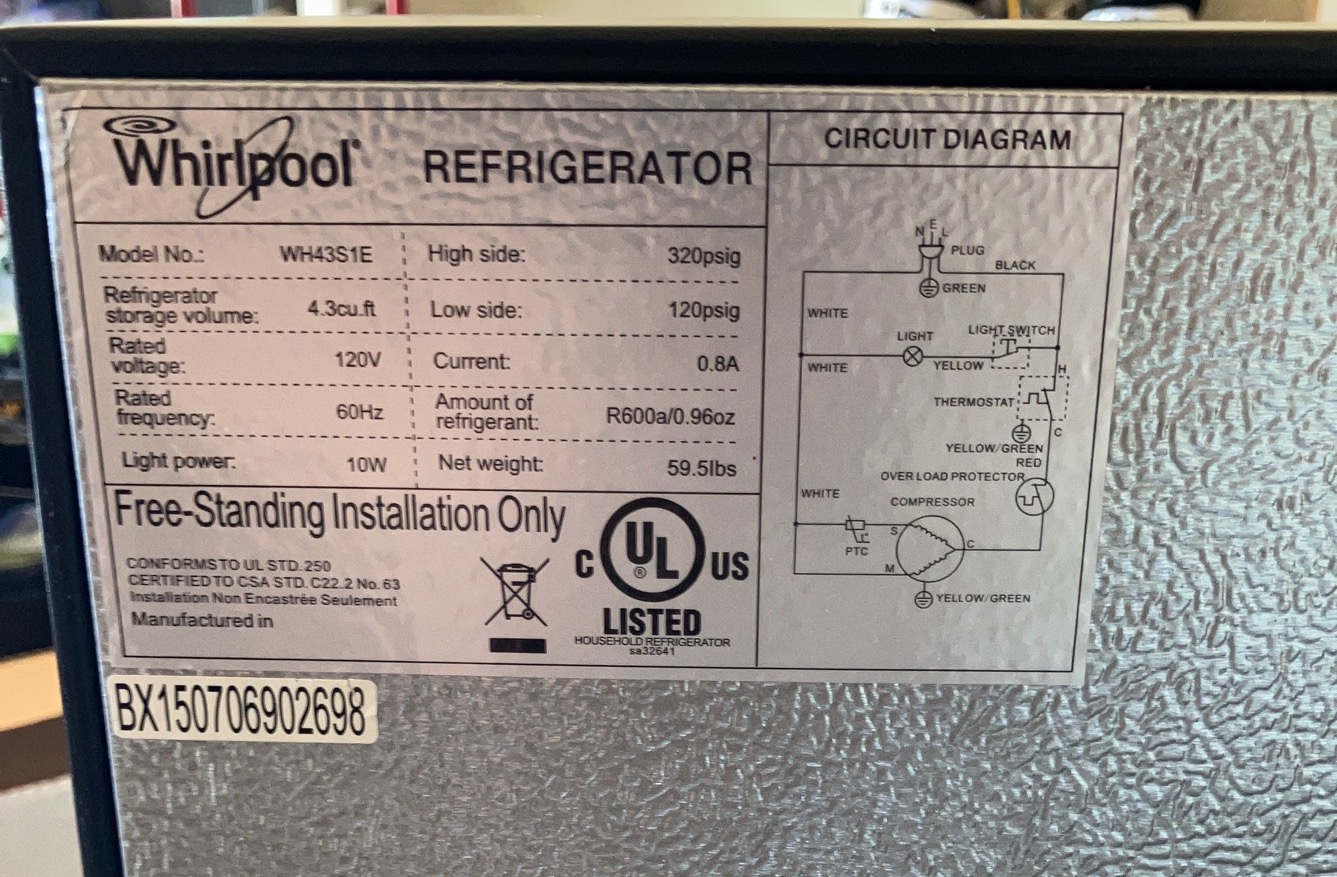 Whirlpool REFRIGERATOR
Model No.: WH43S1E
High side: 320psig
Refrigerator
storage volume: 4.3cu.ft
Low side: 120psig
Rated
voltage: 120V
Current: 0.8A
Rated
frequency: 60Hz
Amount of
refrigerant: R600a/0.96oz
Light power: 10W
Net weight: 59.5lbs
Free-Standing Installation Only
CONFORMS TO UL STD. 250
CERTIFIED TO CSA STD. C22.2 No. 63
Installation Non Encastrée Seulement
Manufactured in
C UL ® US
LISTED
HOUSEHOLD REFRIGERATOR
sa32641
CIRCUIT DIAGRAM
N E L
PLUG
BLACK
GREEN
WHITE
LIGHT
LIGHT SWITCH
WHITE
YELLOW
H
THERMOSTAT
C
YELLOW/GREEN
RED
OVER LOAD PROTECTOR
WHITE
COMPRESSOR
S
PTC
C
M
YELLOW/GREEN
BX150706902698